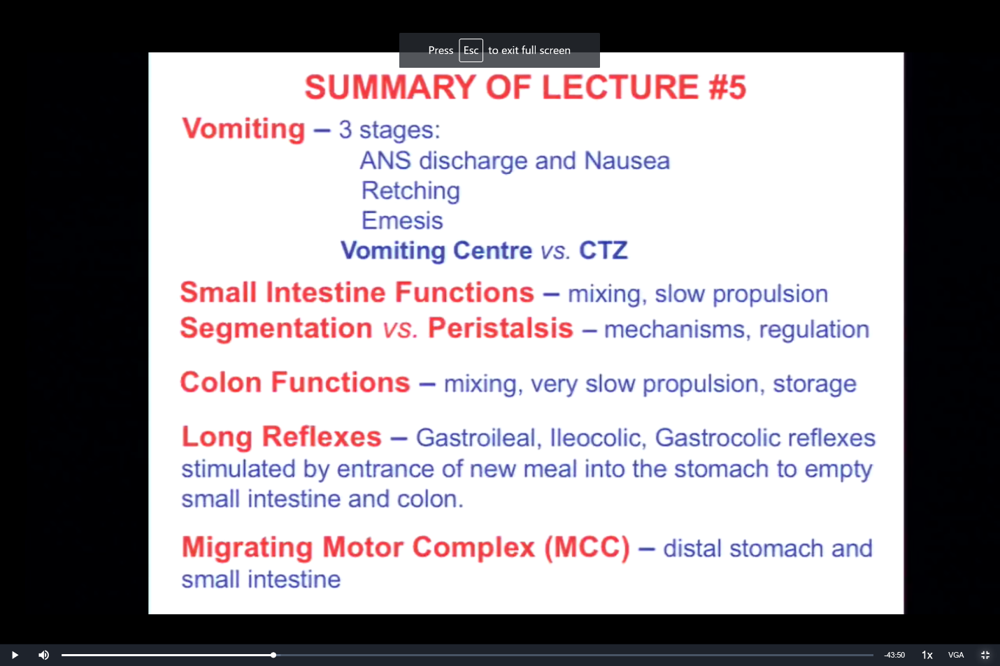 Press Esc to exit full screen
SUMMARY OF LECTURE #5
Vomiting – 3 stages:
ANS discharge and Nausea
Retching
Emesis
Vomiting Centre vs. CTZ
Small Intestine Functions – mixing, slow propulsion
Segmentation vs. Peristalsis – mechanisms, regulation
Colon Functions – mixing, very slow propulsion, storage
Long Reflexes – Gastroileal, Ileocolic, Gastrocolic reflexes
stimulated by entrance of new meal into the stomach to empty
small intestine and colon.
Migrating Motor Complex (MCC) – distal stomach and
small intestine
-43:50 1x VGA